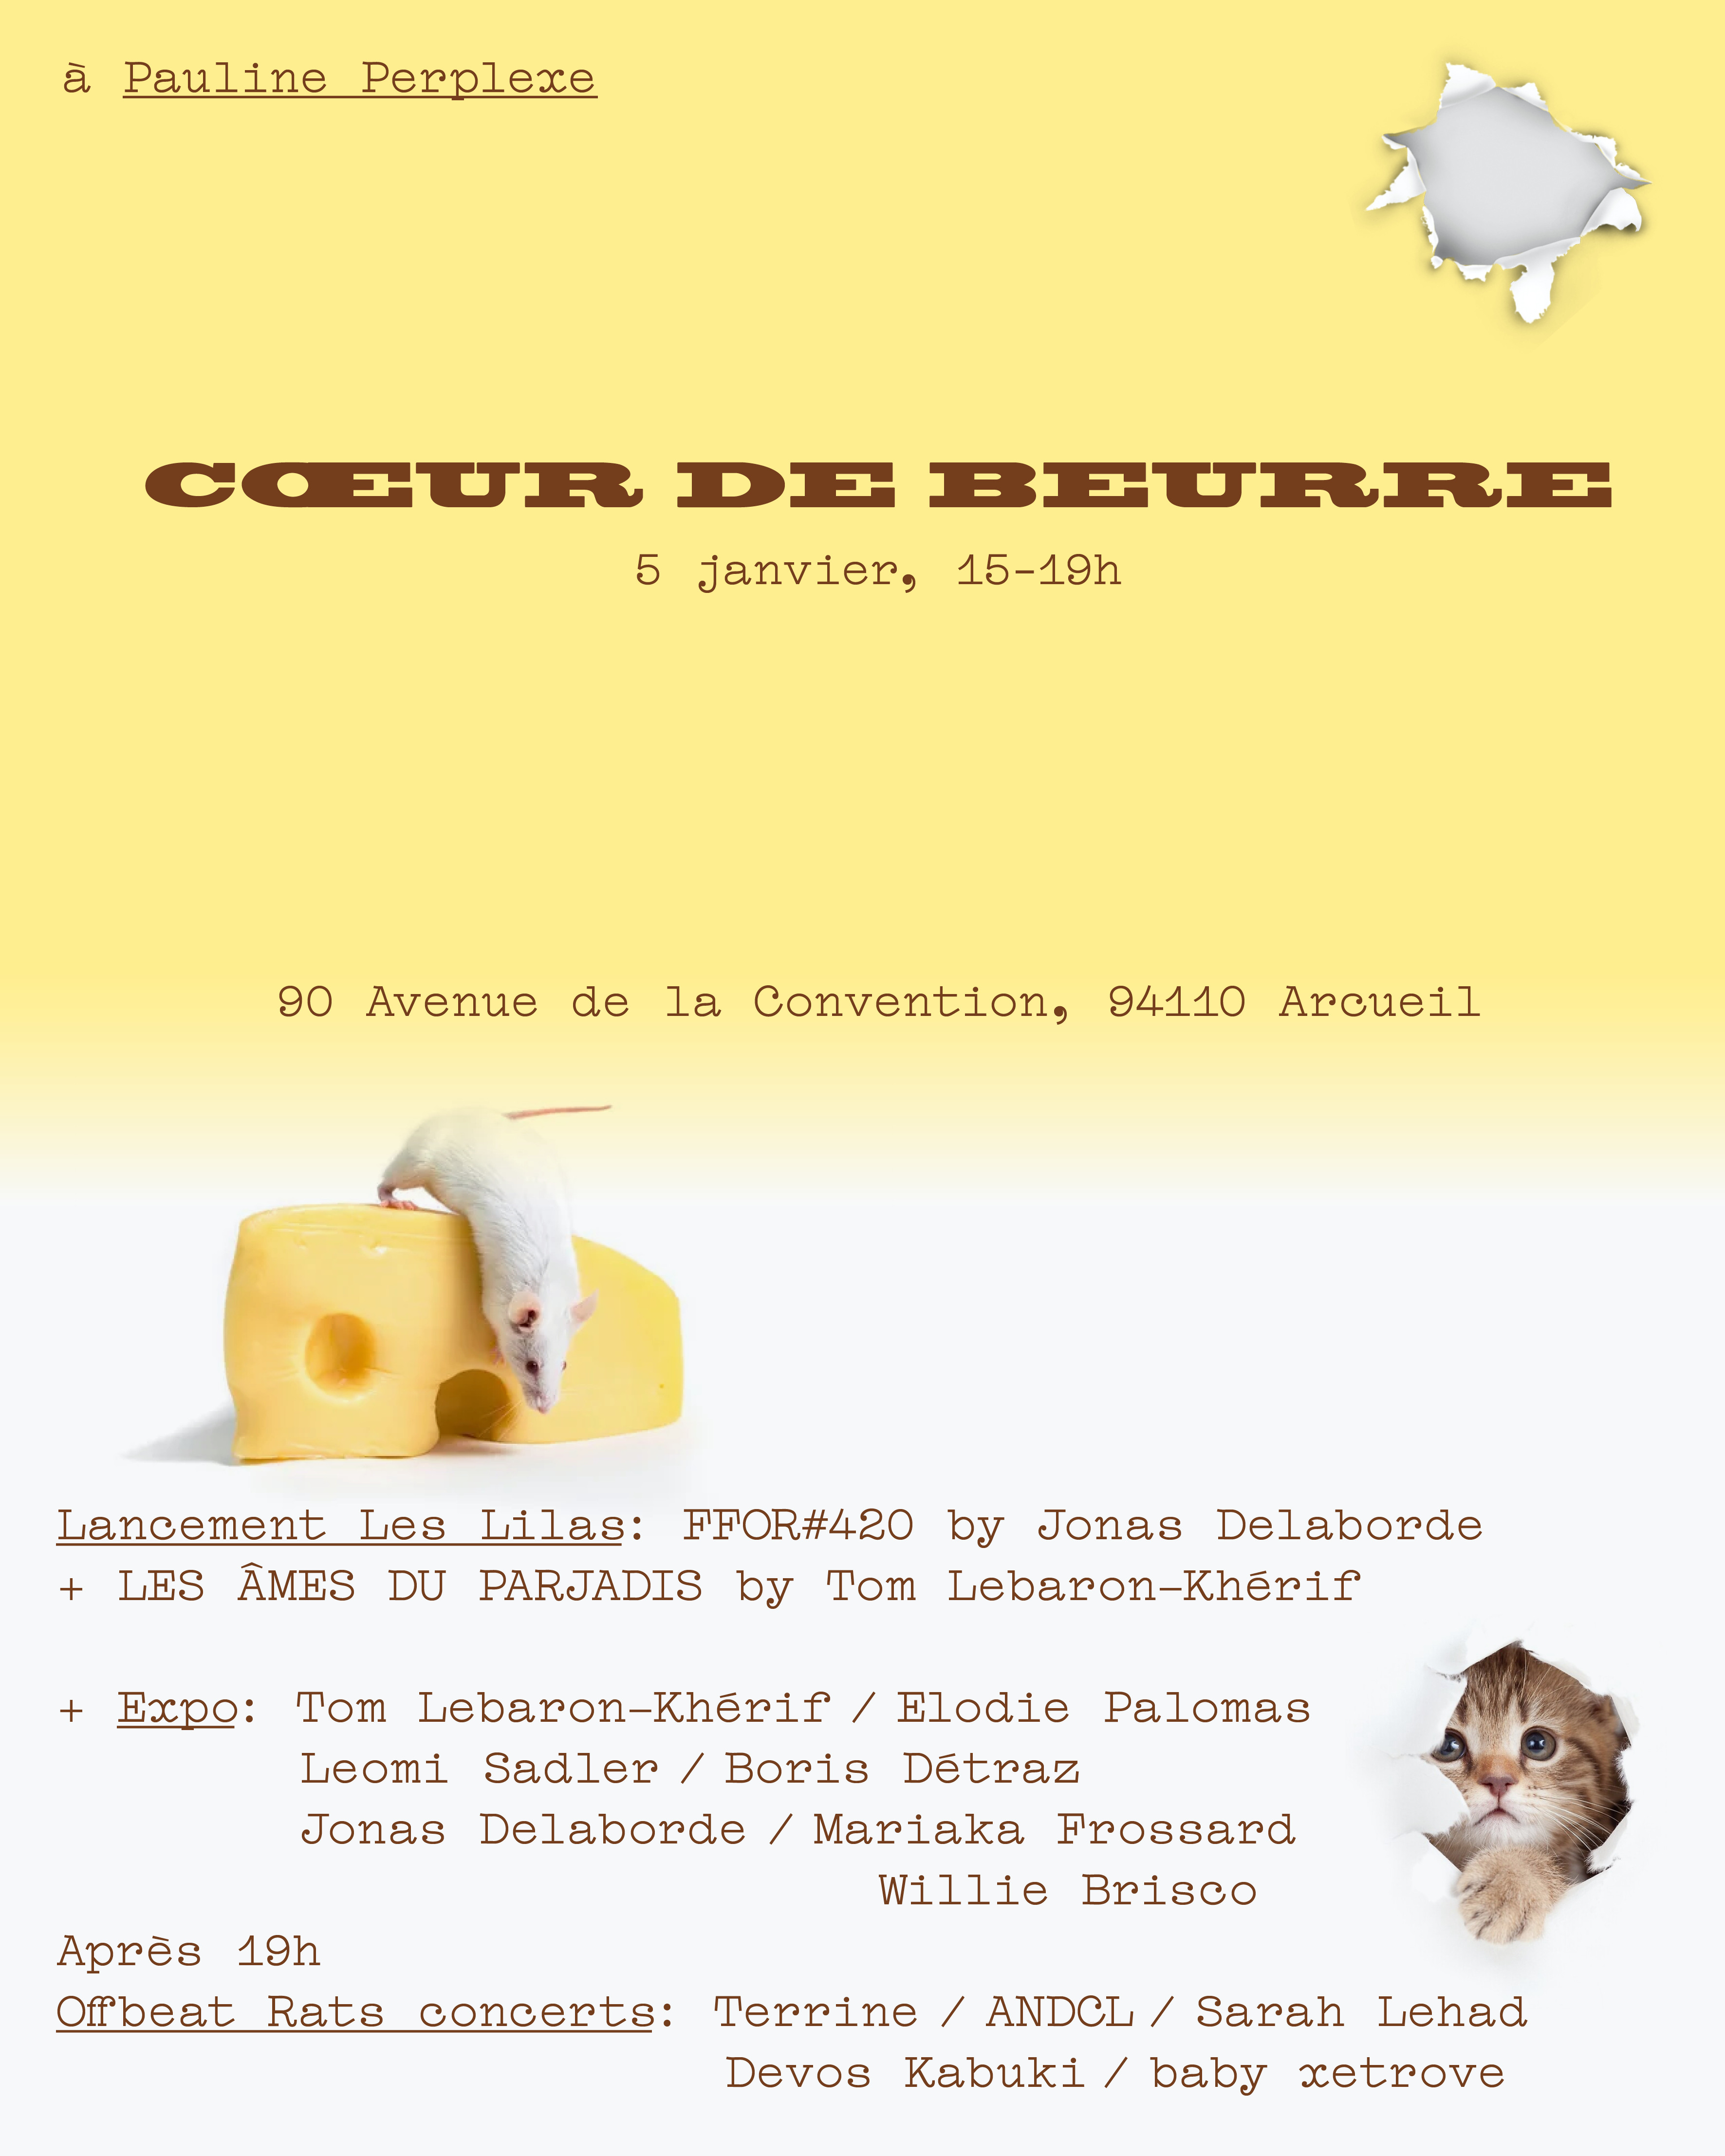 à Pauline Perplexe
CŒUR DE BEURRE
5 janvier, 15-19h
90 Avenue de la Convention, 94110 Arcueil
Lancement Les Lilas: FFOR#420 by Jonas Delaborde
+ LES ÂMES DU PARJADIS by Tom Lebaron-Khérif
+ Expo: Tom Lebaron-Khérif / Elodie Palomas
Leomi Sadler / Boris Détraz
Jonas Delaborde / Mariaka Frossard
Willie Brisco
Après 19h
Offbeat Rats concerts: Terrine / ANDCL / Sarah Lehad
Devos Kabuki / baby xetrove